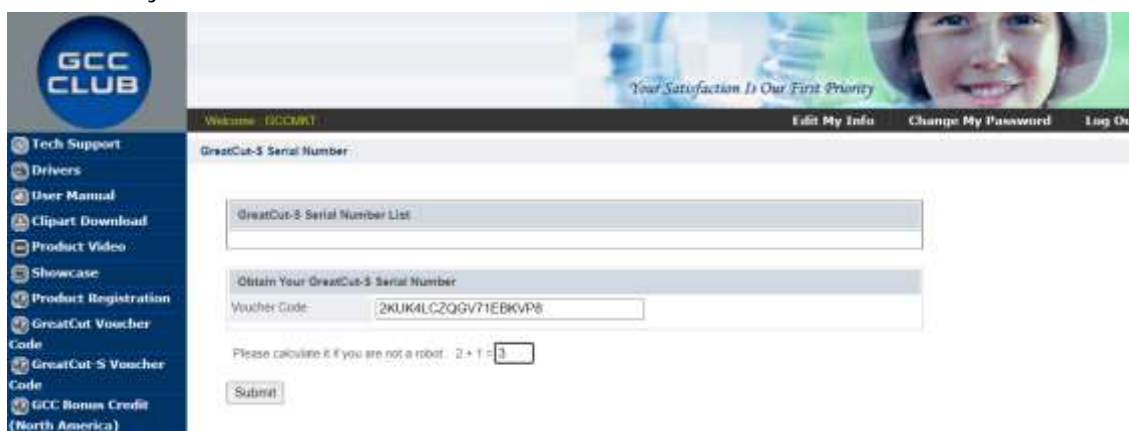 GCC
CLUB
Your Satisfaction Is Our First Priority
Welcome GCCMKT
Edit My Info
Change My Password
Log Ou
Tech Support
Drivers
User Manual
Clipart Download
Product Video
Showcase
Product Registration
GreatCut Voucher
Code
GreatCut-S Voucher
Code
GCC Bonus Credit
(North America)
GreatCut-S Serial Number
GreatCut-S Serial Number List
Obtain Your GreatCut-S Serial Number
Voucher Code
2KUK4LCZQGV71EBKVP8
Please calculate it if you are not a robot 2 + 1 = 3
Submit